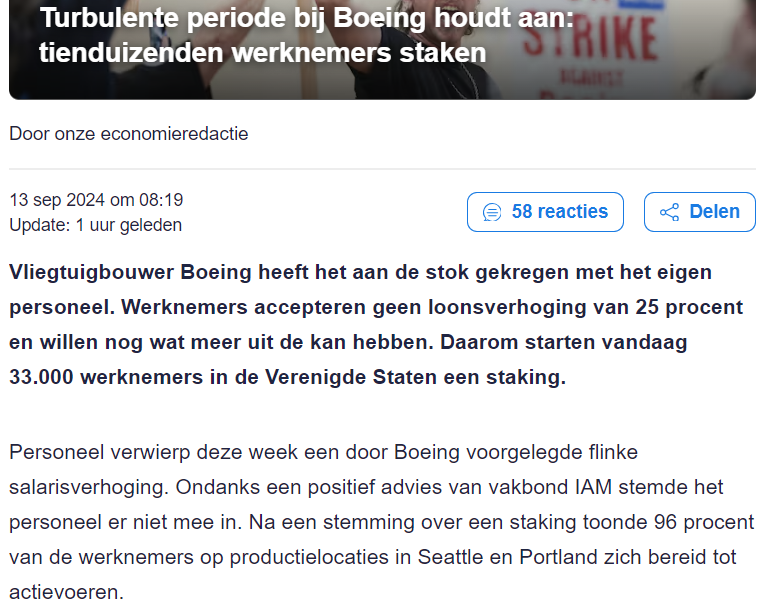 Turbulente periode bij Boeing houdt aan:
tienduizenden werknemers staken
STRIKE
AGAINST
Door onze economieredactie
13 sep 2024 om 08:19
Update: 1 uur geleden
58 reacties
Delen
Vliegtuigbouwer Boeing heeft het aan de stok gekregen met het eigen
personeel. Werknemers accepteren geen loonsverhoging van 25 procent
en willen nog wat meer uit de kan hebben. Daarom starten vandaag
33.000 werknemers in de Verenigde Staten een staking.
Personeel verwierp deze week een door Boeing voorgelegde flinke
salarisverhoging. Ondanks een positief advies van vakbond IAM stemde het
personeel er niet mee in. Na een stemming over een staking toonde 96 procent
van de werknemers op productielocaties in Seattle en Portland zich bereid tot
actievoeren.